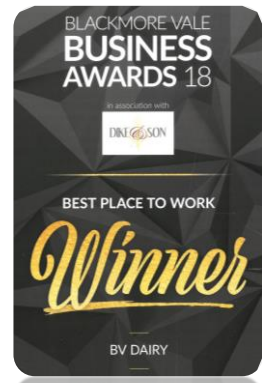 BLACKMORE VALE
BUSINESS
AWARDS 18
in association with
DIKE & SON
BEST PLACE TO WORK
Winner
BV DAIRY